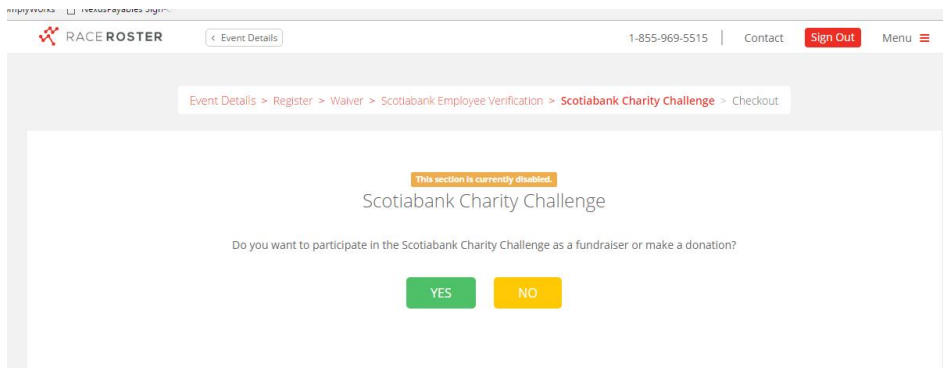 RACE ROSTER < Event Details 1-855-969-5515 | Contact Sign Out Menu
Event Details > Register > Waiver > Scotiabank Employee Verification > Scotiabank Charity Challenge > Checkout
This section is currently disabled.
Scotiabank Charity Challenge
Do you want to participate in the Scotiabank Charity Challenge as a fundraiser or make a donation?
YES NO